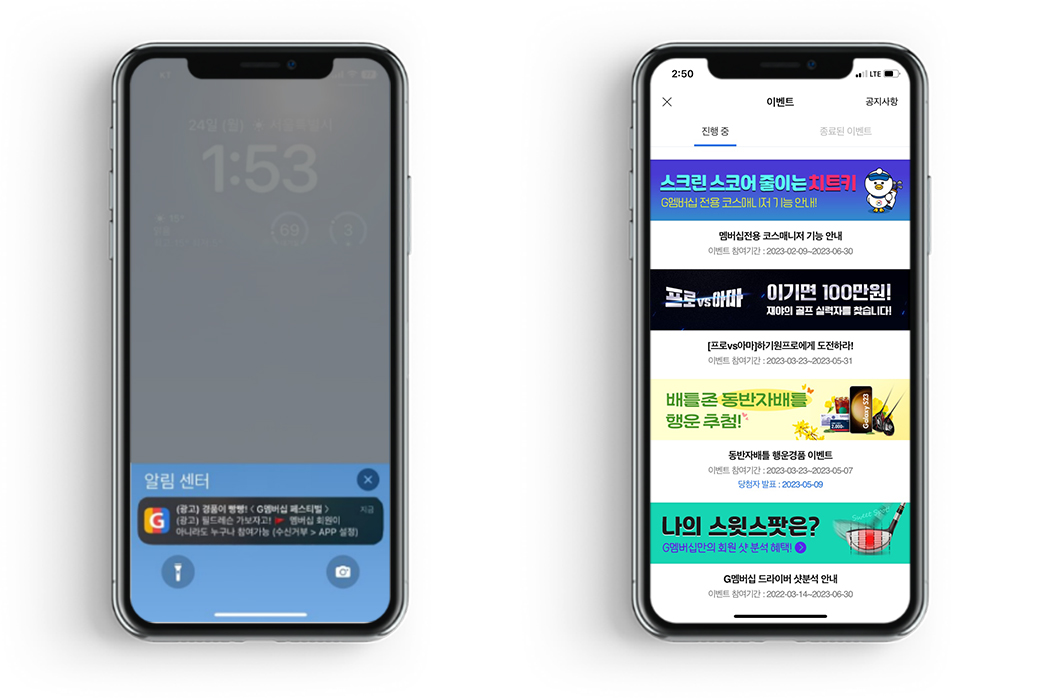 24일 (월) 서울특별시
1:53
15°
69
3
알림 센터
G
(광고) 경품이 빵빵! < G멤버십 페스티벌 >
지금
(광고) 필드레슨 가보자고! 🚩 멤버십 회원이
아니라도 누구나 참여가능 (수신거부 > APP 설정)
2:50
LTE
이벤트
공지사항
진행 중
종료된 이벤트
스크린 스코어 줄이는 치트키
G멤버십 전용 코스매니저 기능 안내!
멤버십전용 코스매니저 기능 안내
이벤트 참여기간 : 2023-02-09~2023-06-30
프로vs아마
이기면 100만원!
재야의 골프 실력자를 찾습니다!
[프로vs아마]하기원프로에게 도전하라!
이벤트 참여기간 : 2023-03-23~2023-05-31
배틀존 동반자배틀
행운 추첨!
Galaxy S23
2,000
동반자배틀 행운경품 이벤트
이벤트 참여기간 : 2023-03-23~2023-05-07
당첨자 발표 : 2023-05-09
나의 스윗스팟은?
Sweet Spot
G멤버십만의 회원 샷 분석 혜택!
G멤버십 드라이버 샷분석 안내
이벤트 참여기간 : 2022-03-14~2023-06-30